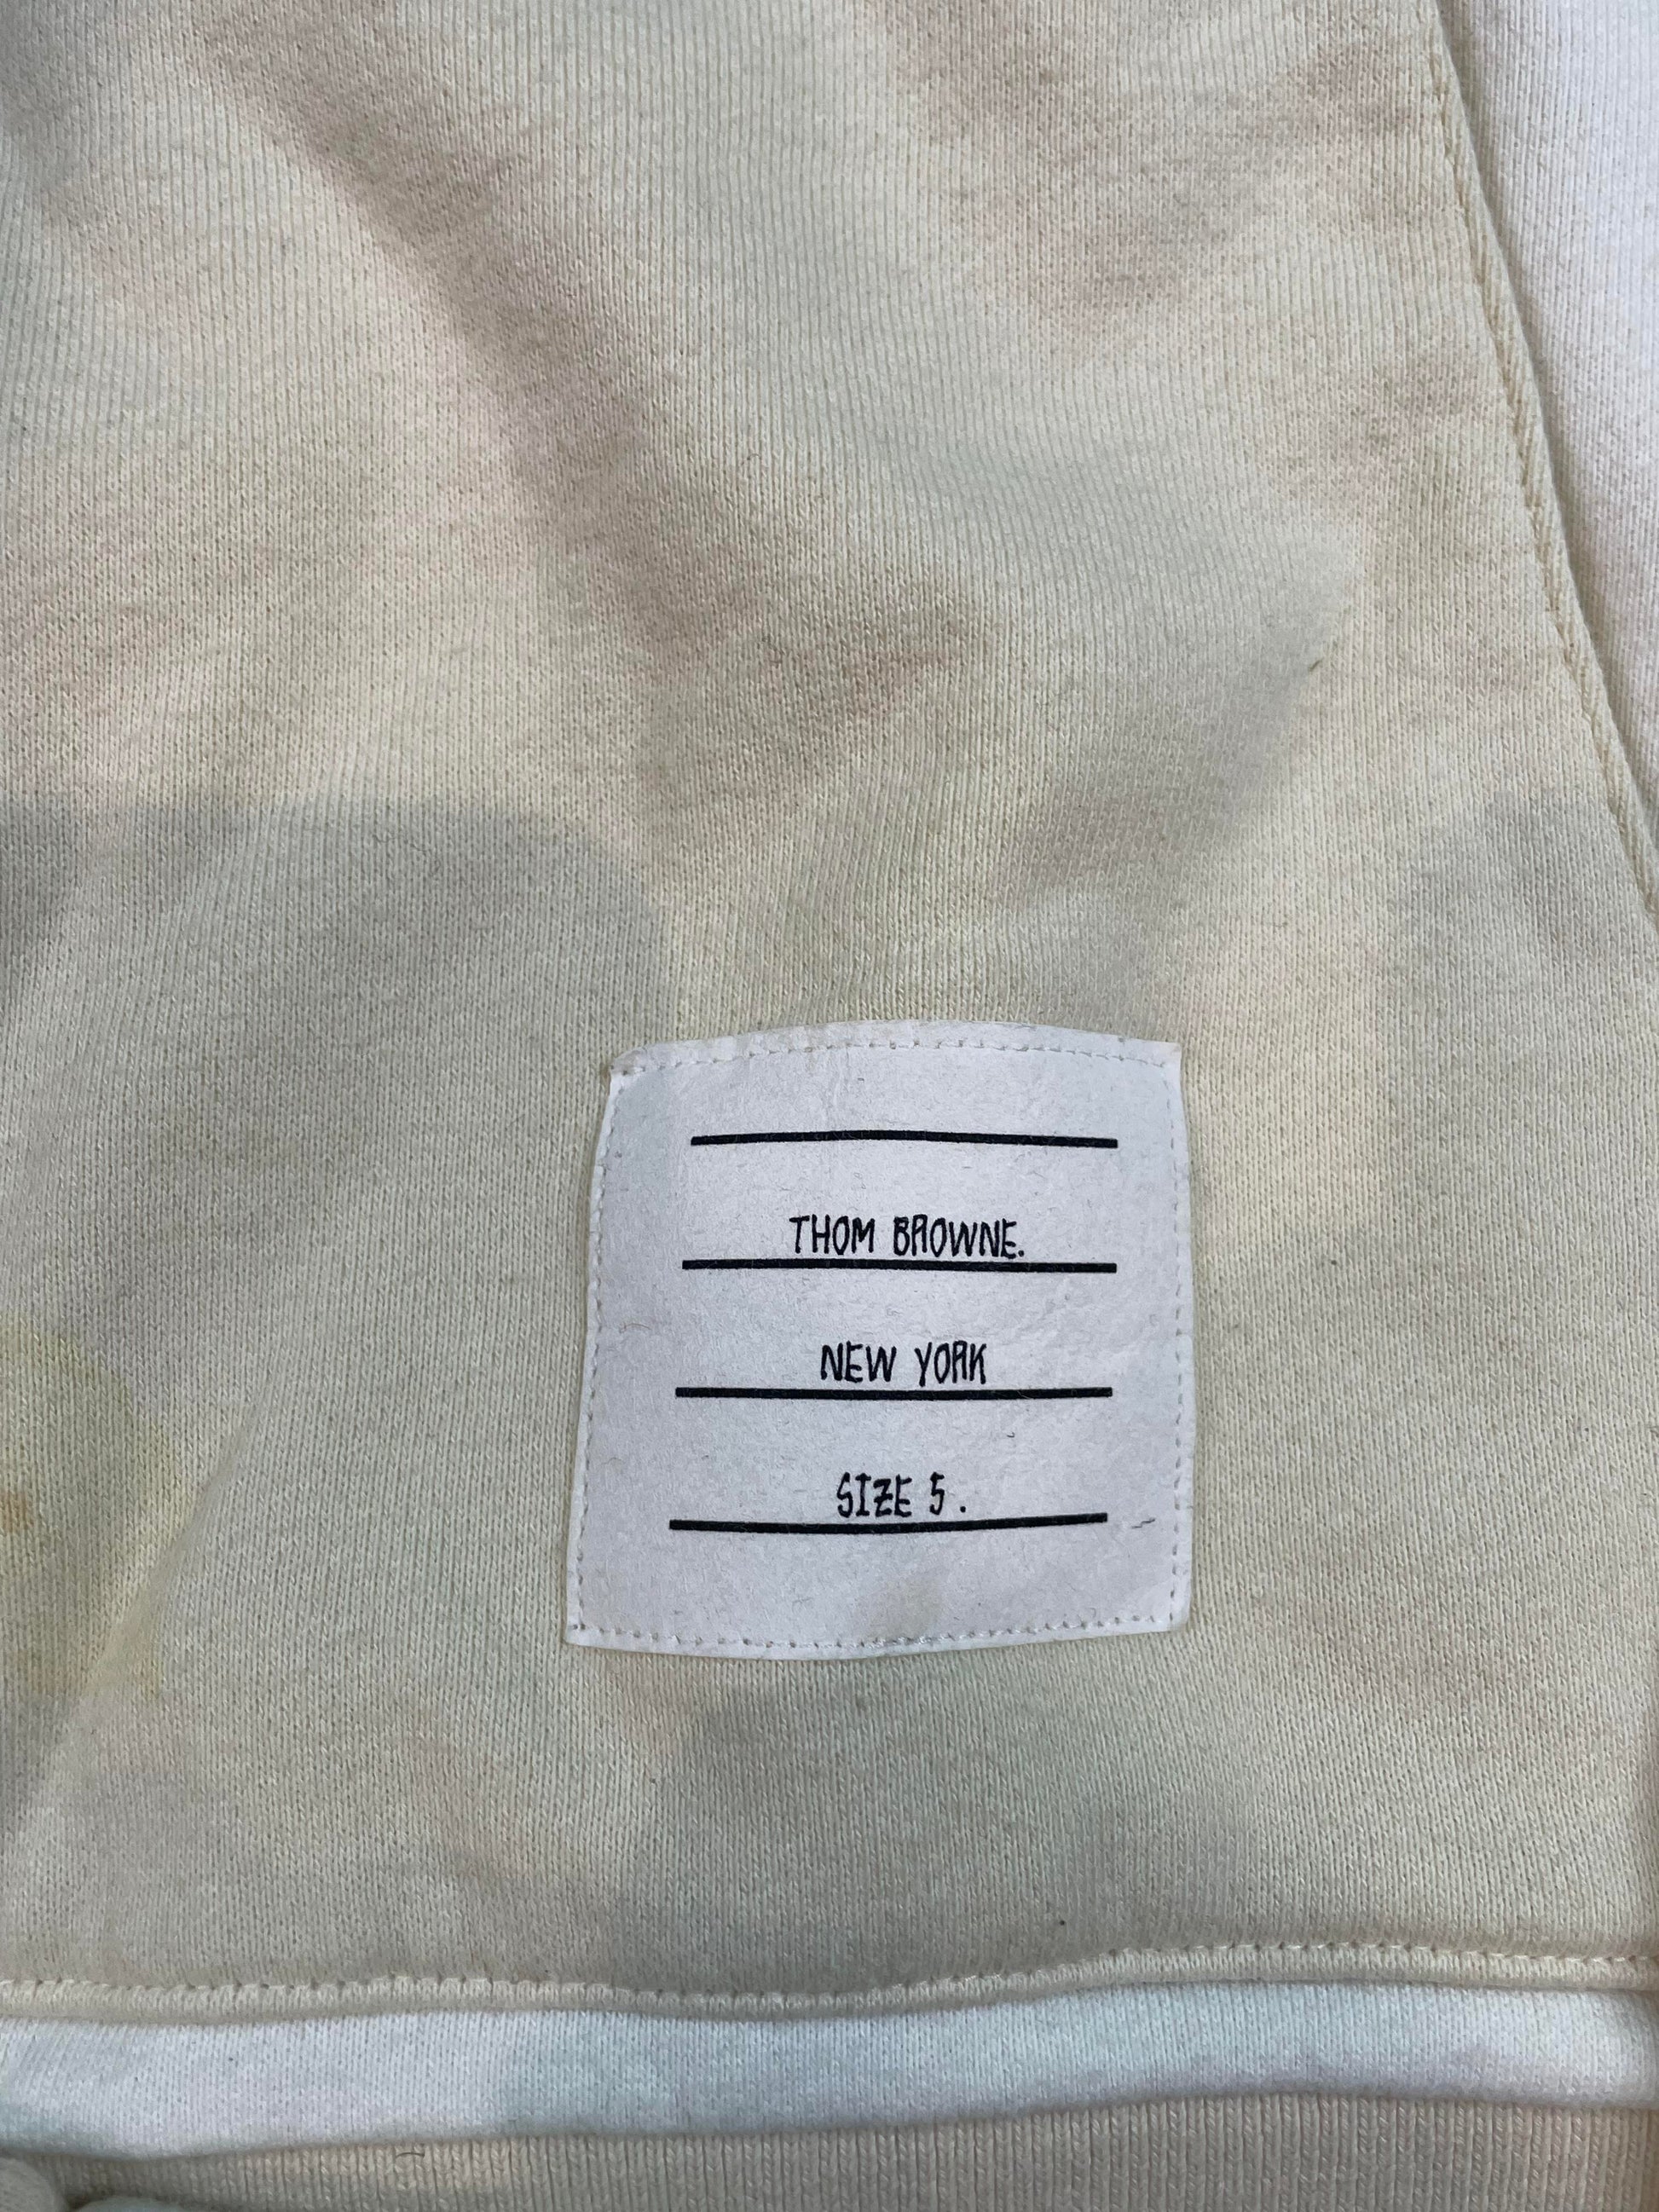 THOM BROWNE.
NEW YORK
SIZE 5.